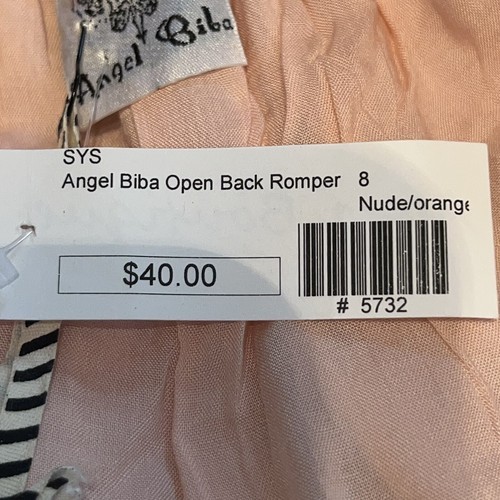 Angel Biba
SYS
Angel Biba Open Back Romper 8
Nude/orange
$40.00
# 5732